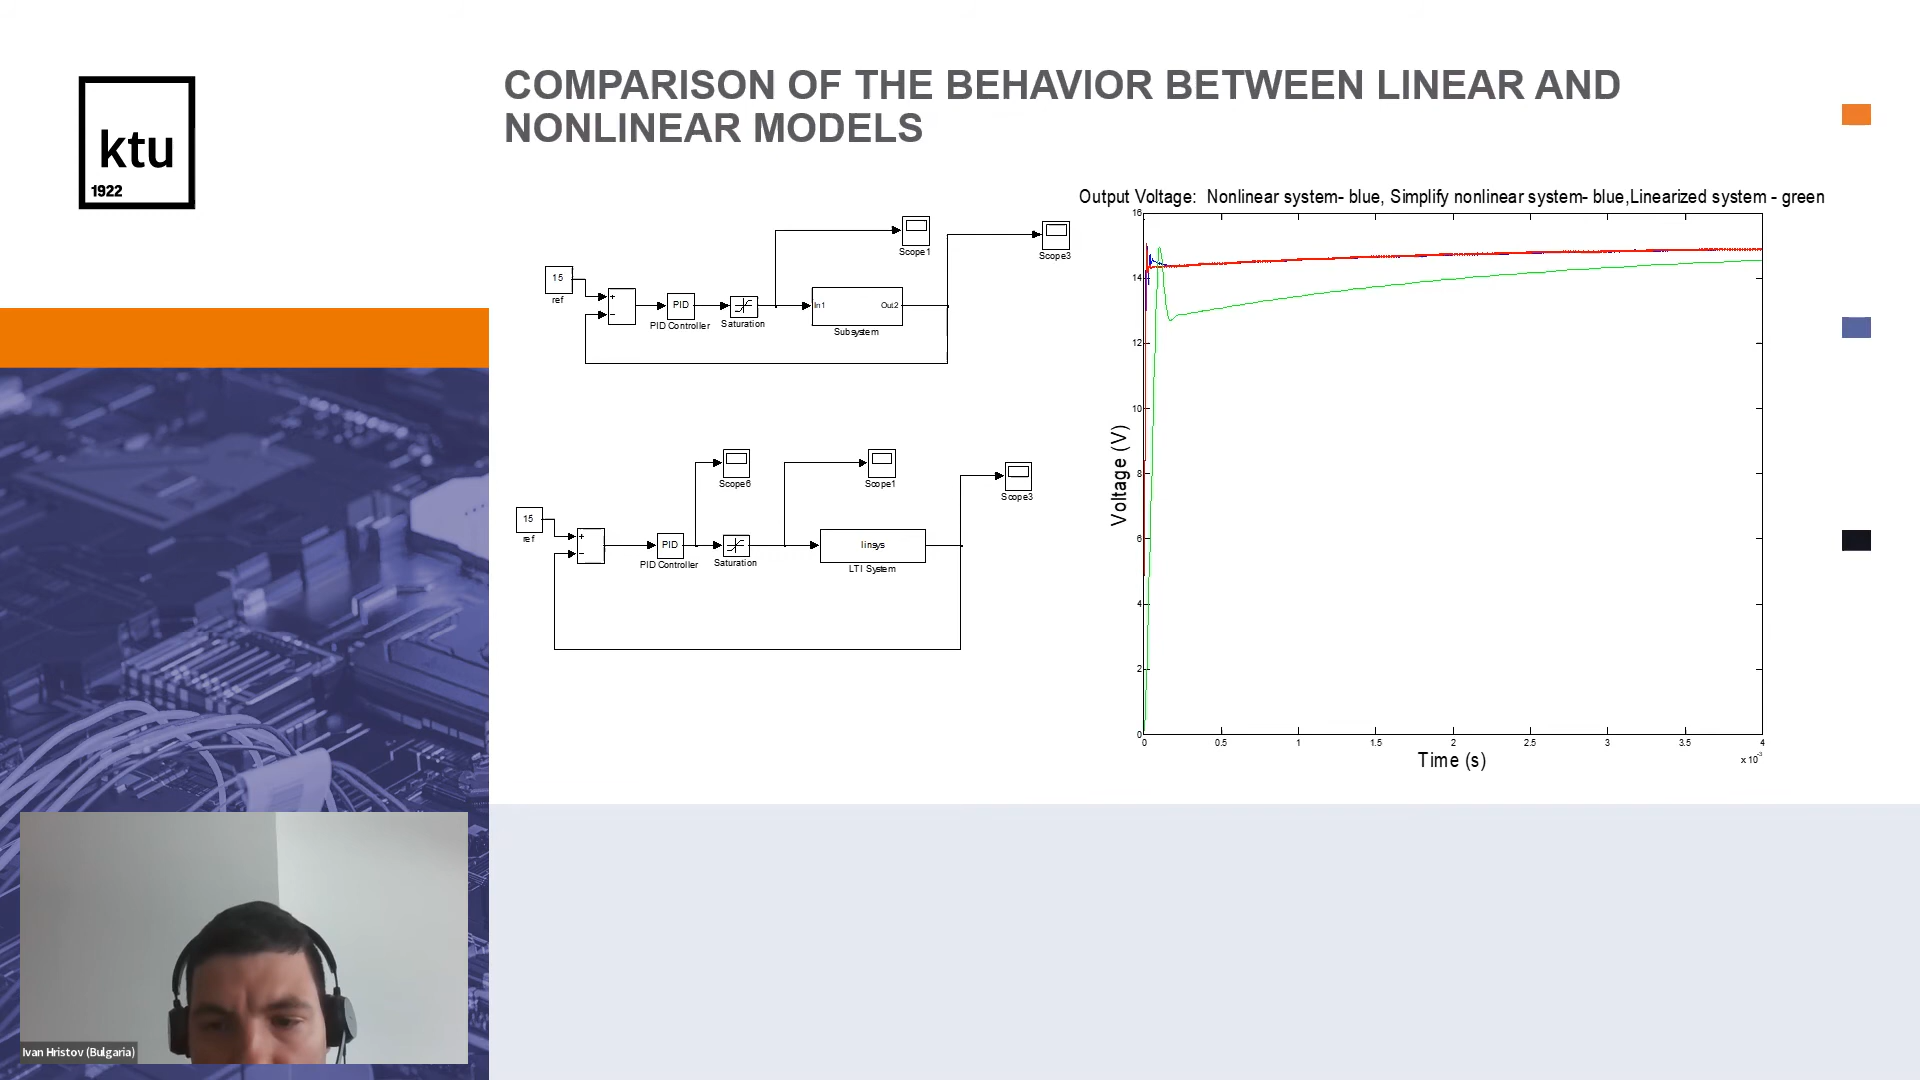 ktu
1922
COMPARISON OF THE BEHAVIOR BETWEEN LINEAR AND
NONLINEAR MODELS
Scope1
Scope3
15
ref
+
−
PID
PID Controller
Saturation
In1
Out2
Subsystem
Scope6
Scope1
Scope3
15
ref
+
−
PID
PID Controller
Saturation
linsys
LTI System
Output Voltage: Nonlinear system- blue, Simplify nonlinear system- blue,Linearized system - green
16
14
12
10
8
6
4
2
0
Voltage (V)
0 0.5 1 1.5 2 2.5 3 3.5 4
x 10-3
Time (s)
Ivan Hristov (Bulgaria)